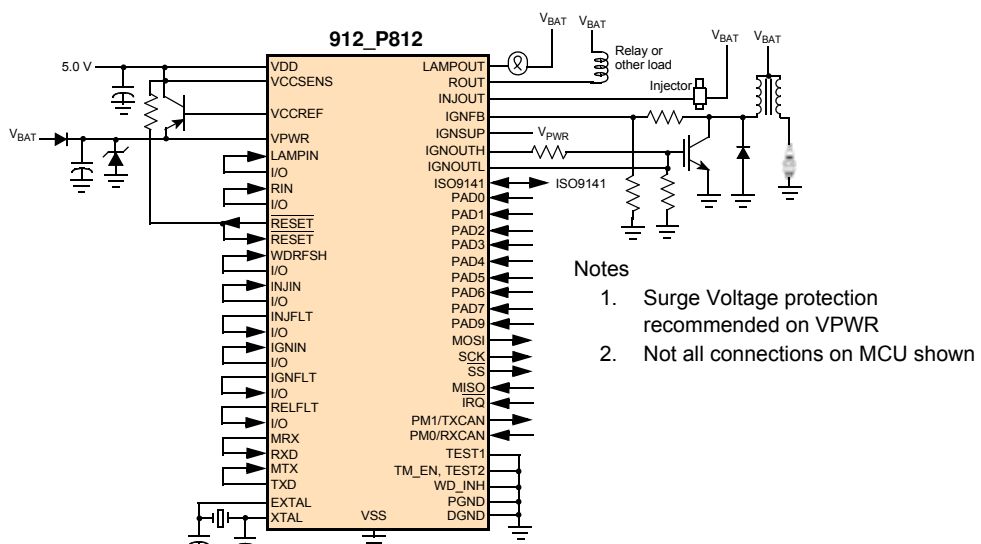 912_P812
5.0 V
VBAT
VDD
VCCSENS
VCCREF
VPWR
LAMPIN
I/O
RIN
I/O
RESET
RESET
WDRFSH
I/O
INJIN
I/O
INJFLT
I/O
IGNIN
I/O
IGNFLT
I/O
RELFLT
I/O
MRX
RXD
MTX
TXD
EXTAL
XTAL
VSS
LAMPOUT
ROUT
INJOUT
IGNFB
IGNSUP
IGNOUTH
IGNOUTL
ISO9141
PAD0
PAD1
PAD2
PAD3
PAD4
PAD5
PAD6
PAD7
PAD9
MOSI
SCK
SS
MISO
IRQ
PM1/TXCAN
PM0/RXCAN
TEST1
TM_EN, TEST2
WD_INH
PGND
DGND
VBAT
VBAT
Relay or
other load
VBAT
VBAT
Injector
VPWR
ISO9141
Notes
1. Surge Voltage protection
recommended on VPWR
2. Not all connections on MCU shown